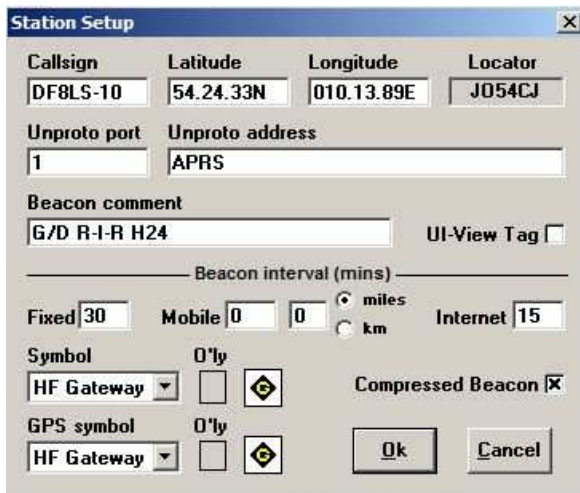 Station Setup
Callsign Latitude Longitude Locator
DF8LS-10 54.24.33N 010.13.89E JO54CJ
Unproto port Unproto address
1 APRS
Beacon comment
G/D R-I-R H24 UI-View Tag
Beacon interval (mins)
Fixed 30 Mobile 0 0 miles km Internet 15
Symbol O'ly
HF Gateway G Compressed Beacon
GPS symbol O'ly
HF Gateway G Ok Cancel